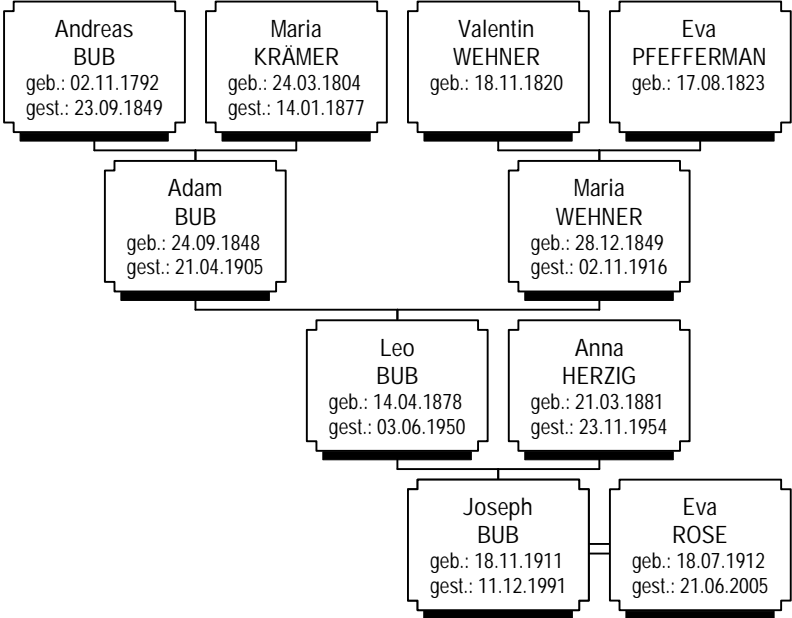 Andreas
BUB
geb.: 02.11.1792
gest.: 23.09.1849
Maria
KRÄMER
geb.: 24.03.1804
gest.: 14.01.1877
Valentin
WEHNER
geb.: 18.11.1820
Eva
PFEFFERMAN
geb.: 17.08.1823
Adam
BUB
geb.: 24.09.1848
gest.: 21.04.1905
Maria
WEHNER
geb.: 28.12.1849
gest.: 02.11.1916
Leo
BUB
geb.: 14.04.1878
gest.: 03.06.1950
Anna
HERZIG
geb.: 21.03.1881
gest.: 23.11.1954
Joseph
BUB
geb.: 18.11.1911
gest.: 11.12.1991
Eva
ROSE
geb.: 18.07.1912
gest.: 21.06.2005